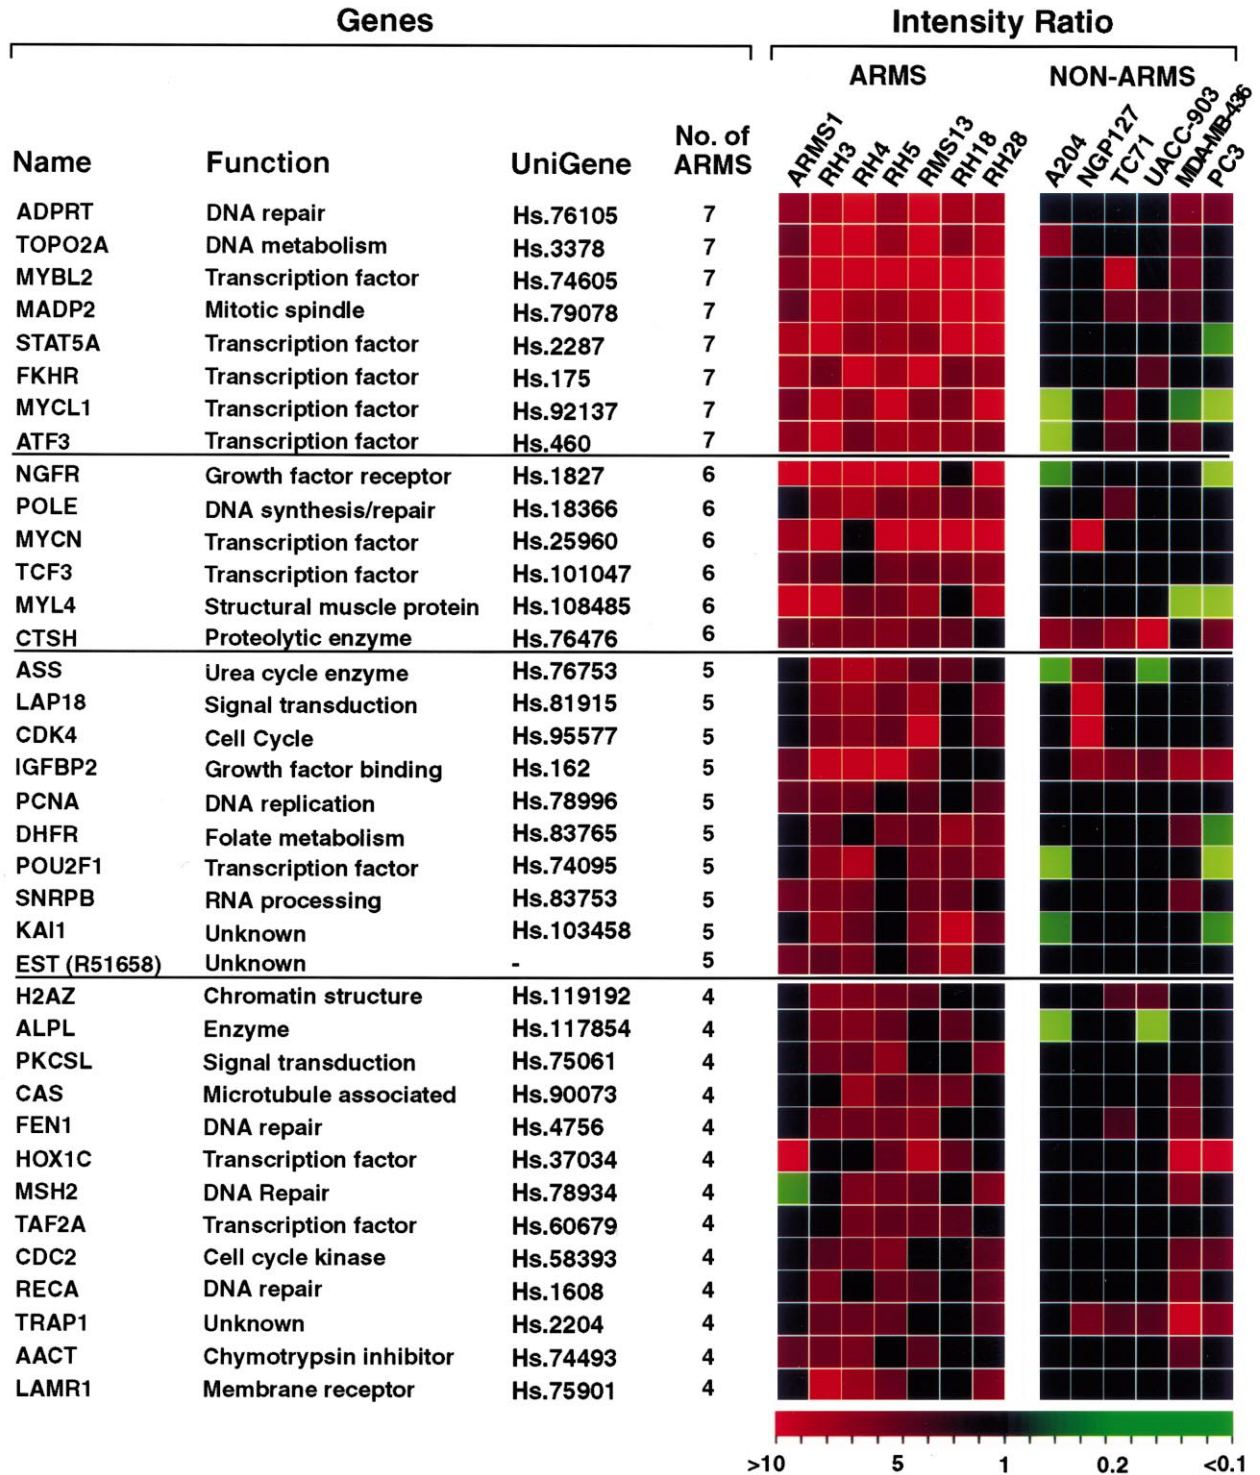 Genes Intensity Ratio
ARMS NON-ARMS
Name Function UniGene No. of ARMS ARMS1 RH3 RH4 RH5 RMS13 RH18 RH28 A204 NGP127 TC71 UACC-903 MDA-MB-436 PC3
ADPRT DNA repair Hs.76105 7
TOPO2A DNA metabolism Hs.3378 7
MYBL2 Transcription factor Hs.74605 7
MADP2 Mitotic spindle Hs.79078 7
STAT5A Transcription factor Hs.2287 7
FKHR Transcription factor Hs.175 7
MYCL1 Transcription factor Hs.92137 7
ATF3 Transcription factor Hs.460 7
NGFR Growth factor receptor Hs.1827 6
POLE DNA synthesis/repair Hs.18366 6
MYCN Transcription factor Hs.25960 6
TCF3 Transcription factor Hs.101047 6
MYL4 Structural muscle protein Hs.108485 6
CTSH Proteolytic enzyme Hs.76476 6
ASS Urea cycle enzyme Hs.76753 5
LAP18 Signal transduction Hs.81915 5
CDK4 Cell Cycle Hs.95577 5
IGFBP2 Growth factor binding Hs.162 5
PCNA DNA replication Hs.78996 5
DHFR Folate metabolism Hs.83765 5
POU2F1 Transcription factor Hs.74095 5
SNRPB RNA processing Hs.83753 5
KAI1 Unknown Hs.103458 5
EST (R51658) Unknown - 5
H2AZ Chromatin structure Hs.119192 4
ALPL Enzyme Hs.117854 4
PKCSL Signal transduction Hs.75061 4
CAS Microtubule associated Hs.90073 4
FEN1 DNA repair Hs.4756 4
HOX1C Transcription factor Hs.37034 4
MSH2 DNA Repair Hs.78934 4
TAF2A Transcription factor Hs.60679 4
CDC2 Cell cycle kinase Hs.58393 4
RECA DNA repair Hs.1608 4
TRAP1 Unknown Hs.2204 4
AACT Chymotrypsin inhibitor Hs.74493 4
LAMR1 Membrane receptor Hs.75901 4
>10 5 1 0.2 <0.1